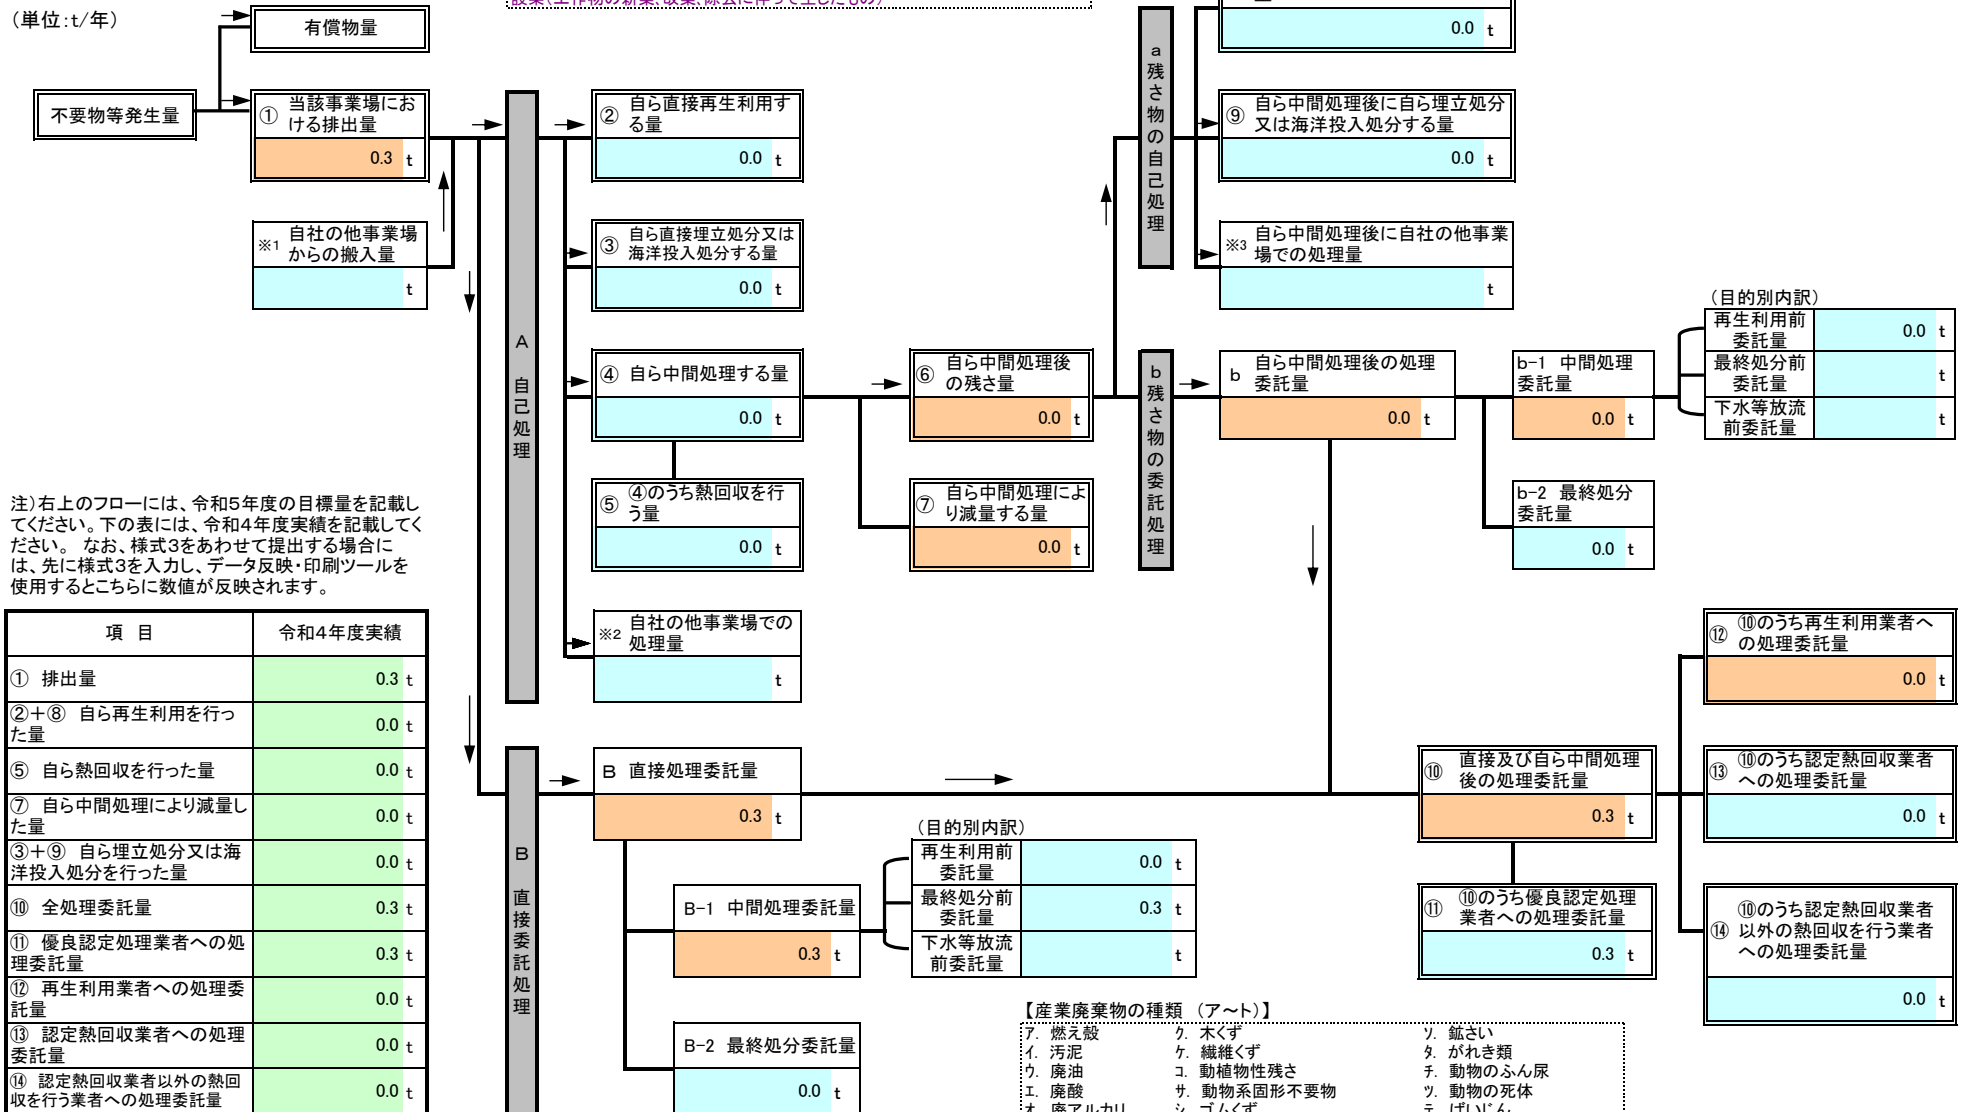 （単位：t/年）
有償物量
不要物等発生量
① 当該事業場にお
ける排出量
0.3 t
※1 自社の他事業場
からの搬入量
t
A 自己処理
② 自ら直接再生利用す
る量
0.0 t
③ 自ら直接埋立処分又は
海洋投入処分する量
0.0 t
④ 自ら中間処理する量
0.0 t
⑤ ④のうち熱回収を行
う量
0.0 t
※2 自社の他事業場での
処理量
t
⑥ 自ら中間処理後
の残さ量
0.0 t
⑦ 自ら中間処理によ
り減量する量
0.0 t
a 残さ物の自己処理
0.0 t
⑨ 自ら中間処理後に自ら埋立処分
又は海洋投入処分する量
0.0 t
※3 自ら中間処理後に自社の他事業
場での処理量
t
b 残さ物の委託処理
b 自ら中間処理後の処理
委託量
0.0 t
b-1 中間処理
委託量
0.0 t
（目的別内訳）
再生利用前
委託量
0.0 t
最終処分前
委託量
t
下水等放流
前委託量
t
b-2 最終処分
委託量
0.0 t
注）右上のフローには、令和５年度の目標量を記載し
てください。下の表には、令和４年度実績を記載してく
ださい。 なお、様式３をあわせて提出する場合に
は、先に様式３を入力し、データ反映・印刷ツールを
使用するとこちらに数値が反映されます。
項 目 令和４年度実績
① 排出量 0.3 t
②＋⑧ 自ら再生利用を行っ
た量 0.0 t
⑤ 自ら熱回収を行った量 0.0 t
⑦ 自ら中間処理により減量し
た量 0.0 t
③＋⑨ 自ら埋立処分又は海
洋投入処分を行った量 0.0 t
⑩ 全処理委託量 0.3 t
⑪ 優良認定処理業者への処
理委託量 0.3 t
⑫ 再生利用業者への処理委
託量 0.0 t
⑬ 認定熱回収業者への処理
委託量 0.0 t
⑭ 認定熱回収業者以外の熱回
収を行う業者への処理委託量 0.0 t
B 直接委託処理
B 直接処理委託量
0.3 t
B-1 中間処理委託量
0.3 t
（目的別内訳）
再生利用前
委託量
0.0 t
最終処分前
委託量
0.3 t
下水等放流
前委託量
t
B-2 最終処分委託量
0.0 t
⑩ 直接及び自ら中間処理
後の処理委託量
0.3 t
⑪ ⑩のうち優良認定処理
業者への処理委託量
0.3 t
⑫ ⑩のうち再生利用業者へ
の処理委託量
0.0 t
⑬ ⑩のうち認定熱回収業者
への処理委託量
0.0 t
⑭ ⑩のうち認定熱回収業者
以外の熱回収を行う業者
への処理委託量
0.0 t
【産業廃棄物の種類 （ア～ト）】
ア. 燃え殻 ク. 木くず ソ. 鉱さい
イ. 汚泥 ケ. 繊維くず タ. がれき類
ウ. 廃油 コ. 動植物性残さ チ. 動物のふん尿
エ. 廃酸 サ. 動物系固形不要物 ツ. 動物の死体
オ. 廃アルカリ シ. ゴムくず テ. ばいじん